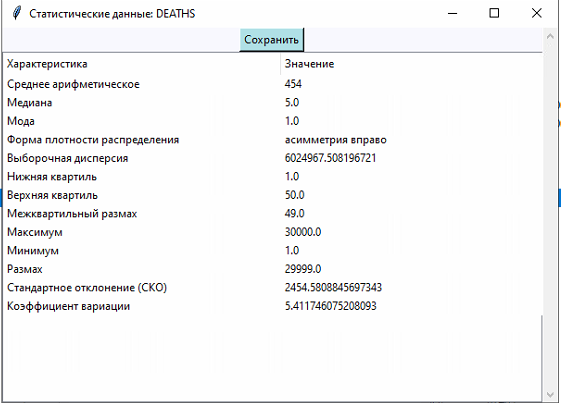 Статистические данные: DEATHS
Сохранить
Характеристика Значение
Среднее арифметическое 454
Медиана 5.0
Мода 1.0
Форма плотности распределения асимметрия вправо
Выборочная дисперсия 6024967.508196721
Нижняя квартиль 1.0
Верхняя квартиль 50.0
Межквартильный размах 49.0
Максимум 30000.0
Минимум 1.0
Размах 29999.0
Стандартное отклонение (СКО) 2454.5808845697343
Коэффициент вариации 5.411746075208093